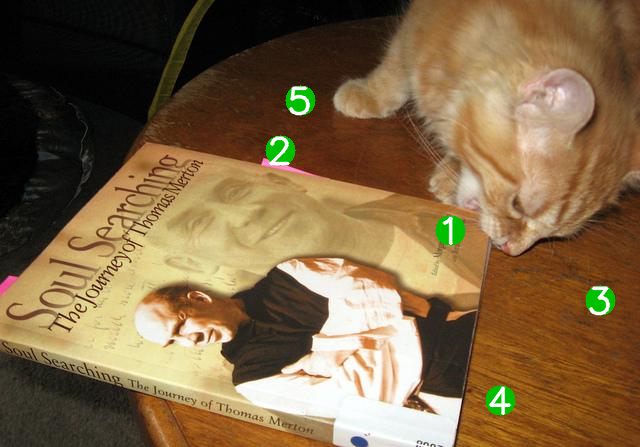 Soul Searching
The Journey of Thomas Merton
Soul Searching The Journey of Thomas Merton